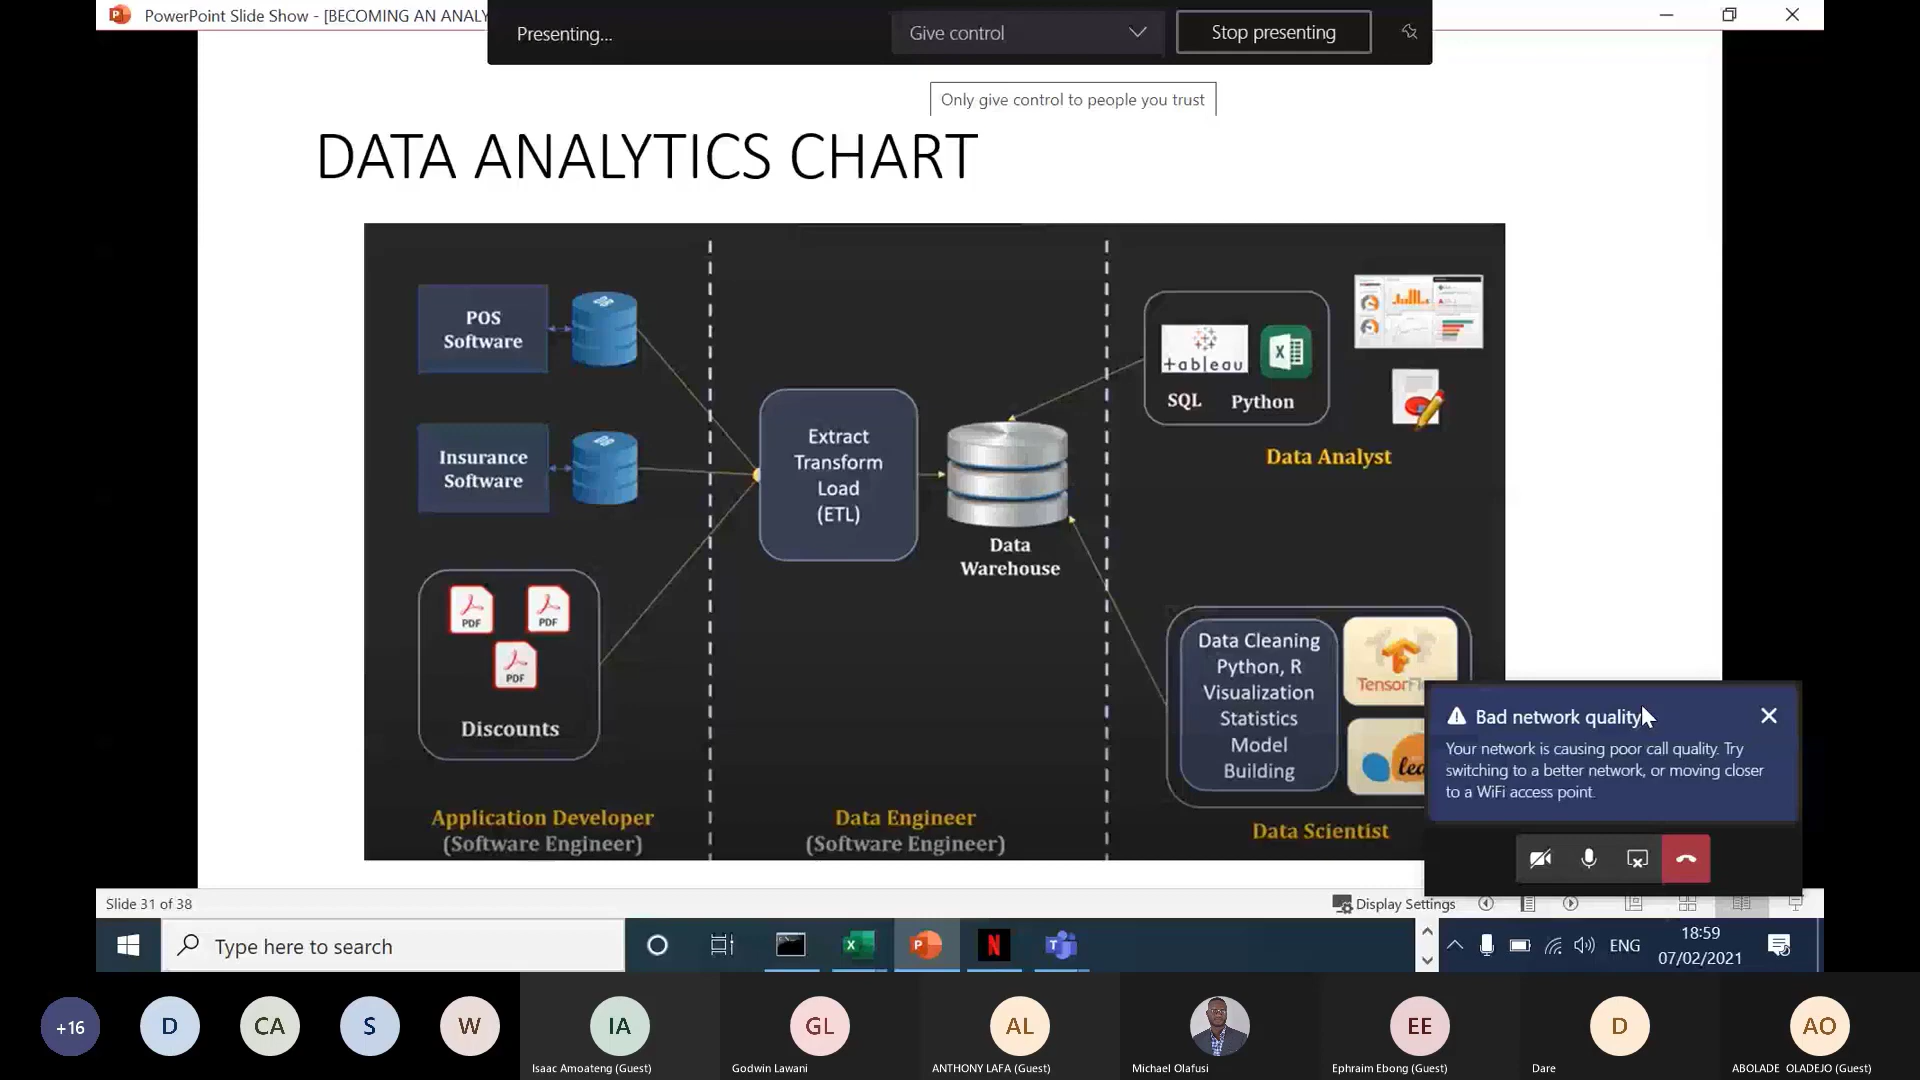 PowerPoint Slide Show - [BECOMING AN ANALY
Presenting...
Give control
Stop presenting
Only give control to people you trust
DATA ANALYTICS CHART
POS
Software
Insurance
Software
PDF
PDF
PDF
Discounts
Application Developer
(Software Engineer)
Extract
Transform
Load
(ETL)
Data
Warehouse
Data Engineer
(Software Engineer)
+ableau
SQL Python
Data Analyst
Data Cleaning
Python, R
Visualization
Statistics
Model
Building
TensorFl
lea
Data Scientist
Bad network quality
Your network is causing poor call quality. Try
switching to a better network, or moving closer
to a WiFi access point.
Slide 31 of 38
Display Settings
Type here to search
ENG
18:59
07/02/2021
+16
D
CA
S
W
IA
Isaac Amoateng (Guest)
GL
Godwin Lawani
AL
ANTHONY LAFA (Guest)
Michael Olafusi
EE
Ephraim Ebong (Guest)
D
Dare
AO
ABOLADE OLADEJO (Guest)